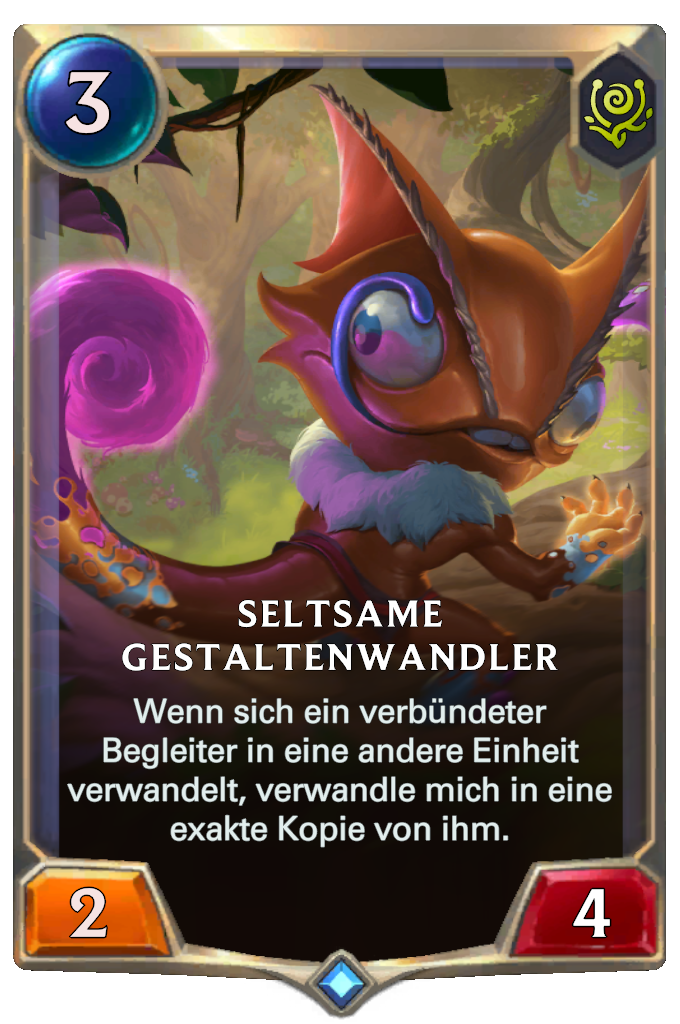 3
SELTSAME
GESTALTENWANDLER
Wenn sich ein verbündeter
Begleiter in eine andere Einheit
verwandelt, verwandle mich in eine
exakte Kopie von ihm.
2
4